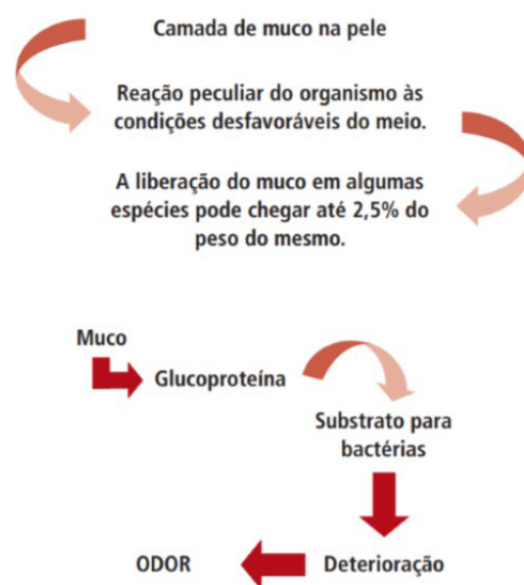 Camada de muco na pele
Reação peculiar do organismo às
condições desfavoráveis do meio.
A liberação do muco em algumas
espécies pode chegar até 2,5% do
peso do mesmo.
Muco
Glucoproteína
Substrato para
bactérias
Deterioração
ODOR